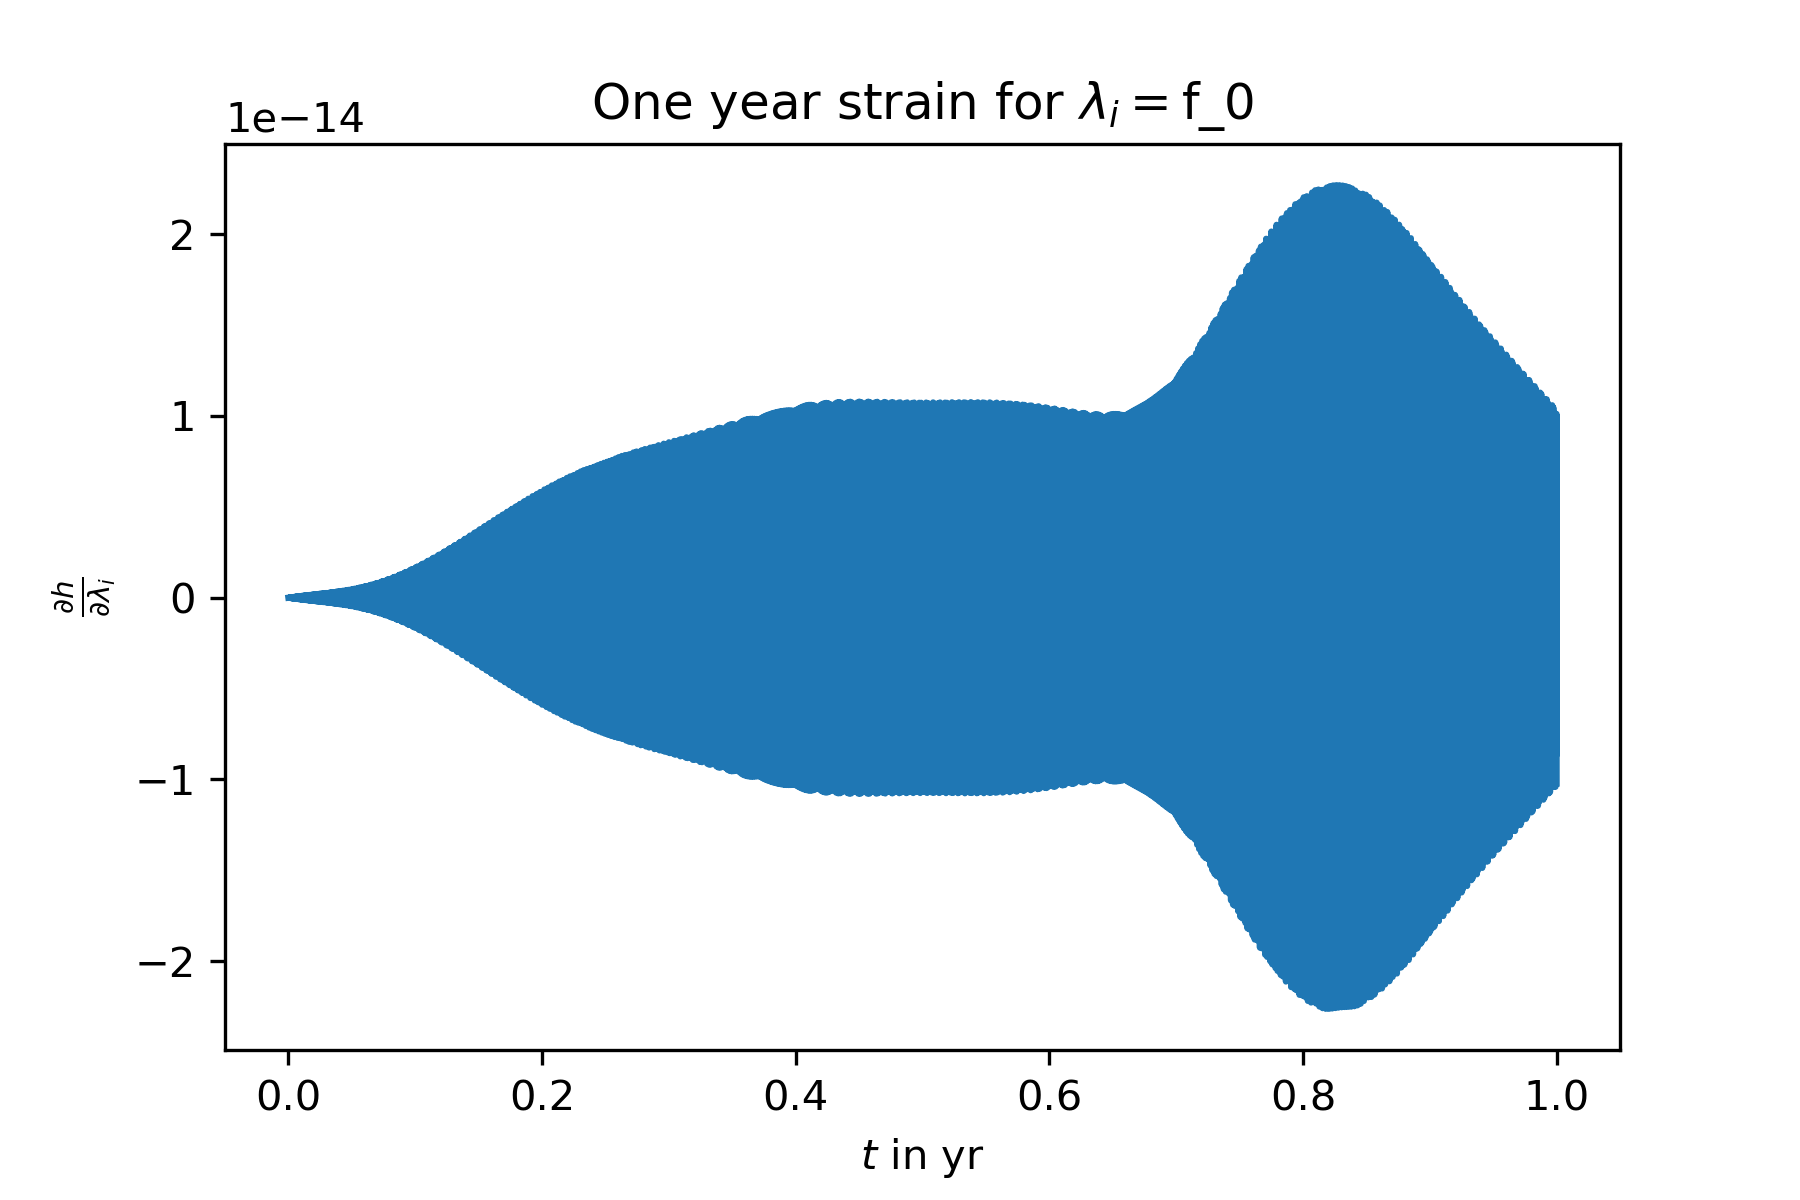 One year strain for λᵢ = f_0
1e−14
2
1
0
−1
−2
∂h
∂λᵢ
0.0 0.2 0.4 0.6 0.8 1.0
t in yr